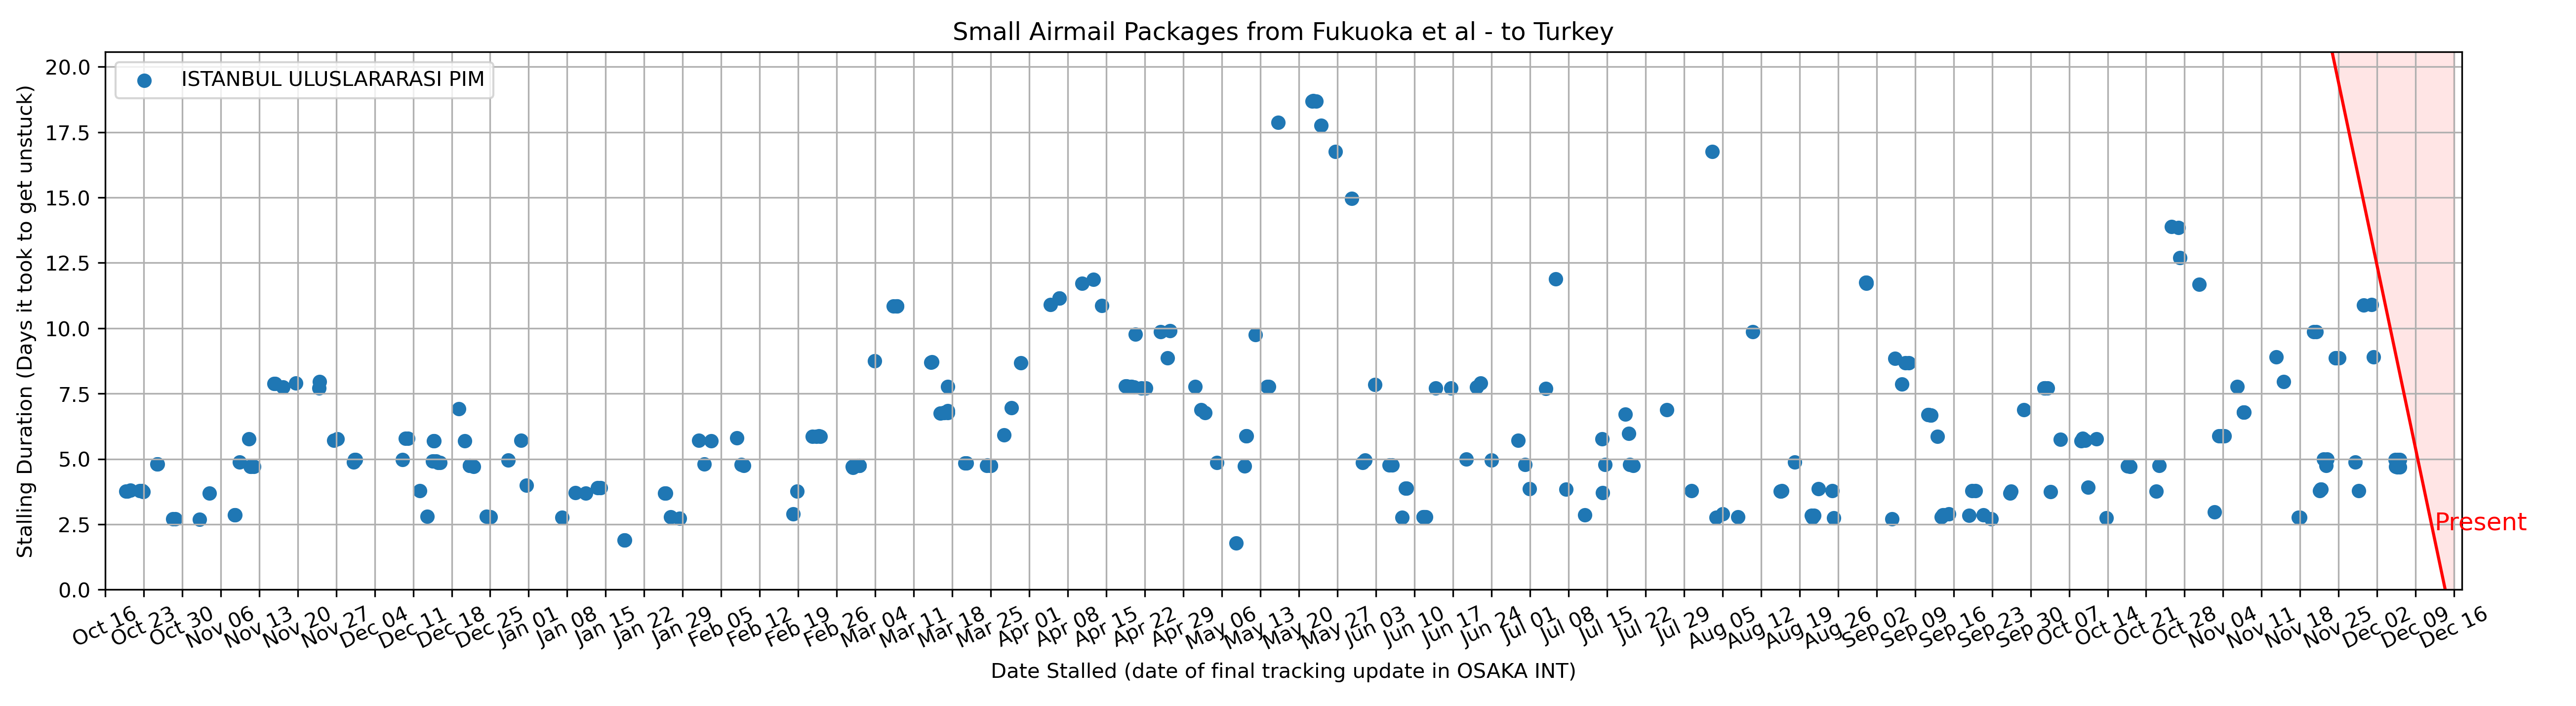 Small Airmail Packages from Fukuoka et al - to Turkey
ISTANBUL ULUSLARARASI PIM
Stalling Duration (Days it took to get unstuck)
20.0
17.5
15.0
12.5
10.0
7.5
5.0
2.5
0.0
Present
Oct 16
Oct 23
Oct 30
Nov 06
Nov 13
Nov 20
Nov 27
Dec 04
Dec 11
Dec 18
Dec 25
Jan 01
Jan 08
Jan 15
Jan 22
Jan 29
Feb 05
Feb 12
Feb 19
Feb 26
Mar 04
Mar 11
Mar 18
Mar 25
Apr 01
Apr 08
Apr 15
Apr 22
Apr 29
May 06
May 13
May 20
May 27
Jun 03
Jun 10
Jun 17
Jun 24
Jul 01
Jul 08
Jul 15
Jul 22
Jul 29
Aug 05
Aug 12
Aug 19
Aug 26
Sep 02
Sep 09
Sep 16
Sep 23
Sep 30
Oct 07
Oct 14
Oct 21
Oct 28
Nov 04
Nov 11
Nov 18
Nov 25
Dec 02
Dec 09
Dec 16
Date Stalled (date of final tracking update in OSAKA INT)